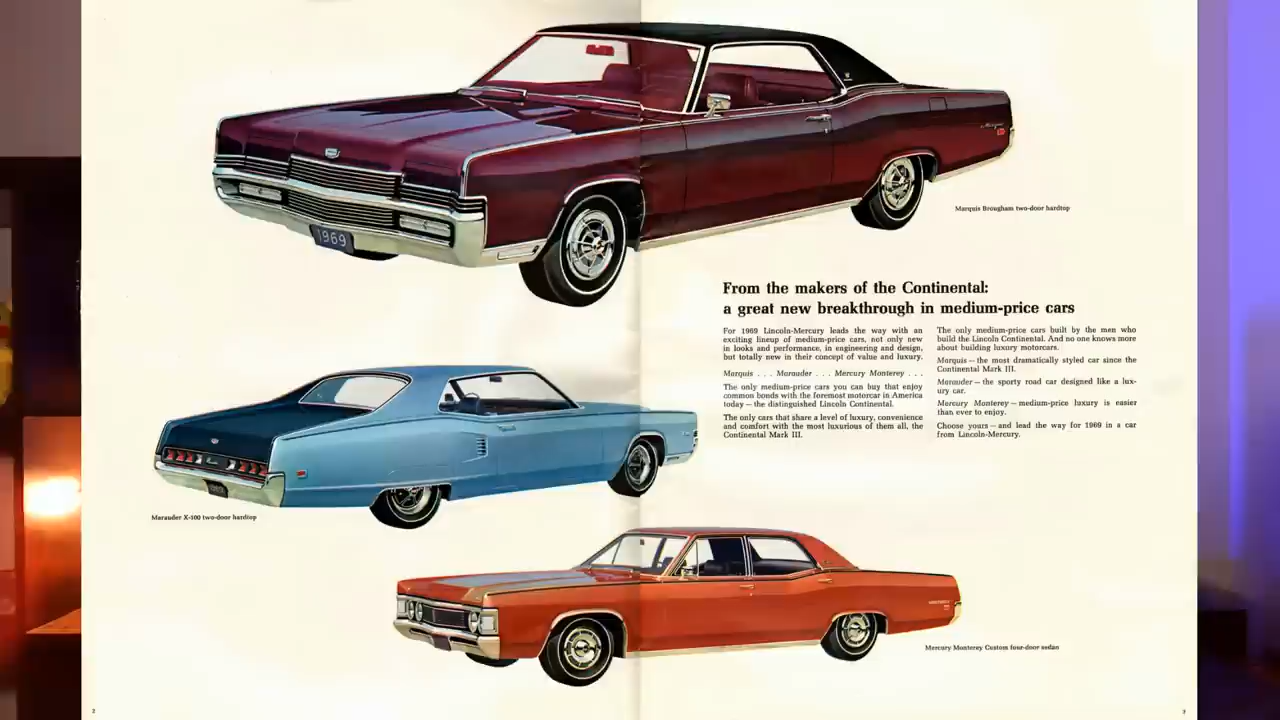 1969
Marquis Brougham two-door hardtop
From the makers of the Continental:
a great new breakthrough in medium-price cars
For 1969 Lincoln-Mercury leads the way with an
exciting lineup of medium-price cars, not only new
in looks and performance, in engineering and design,
but totally new in their concept of value and luxury.
Marquis . . . Marauder . . . Mercury Monterey . . .
The only medium-price cars you can buy that enjoy
common bonds with the foremost motorcar in America
today — the distinguished Lincoln Continental.
The only cars that share a level of luxury, convenience
and comfort with the most luxurious of them all, the
Continental Mark III.
The only medium-price cars built by the men who
build the Lincoln Continental. And no one knows more
about building luxury motorcars.
Marquis — the most dramatically styled car since the
Continental Mark III.
Marauder — the sporty road car designed like a lux-
ury car.
Mercury Monterey — medium-price luxury is easier
than ever to enjoy.
Choose yours — and lead the way for 1969 in a car
from Lincoln-Mercury.
Marauder X-100 two-door hardtop
Mercury Monterey Custom four-door sedan
2
3